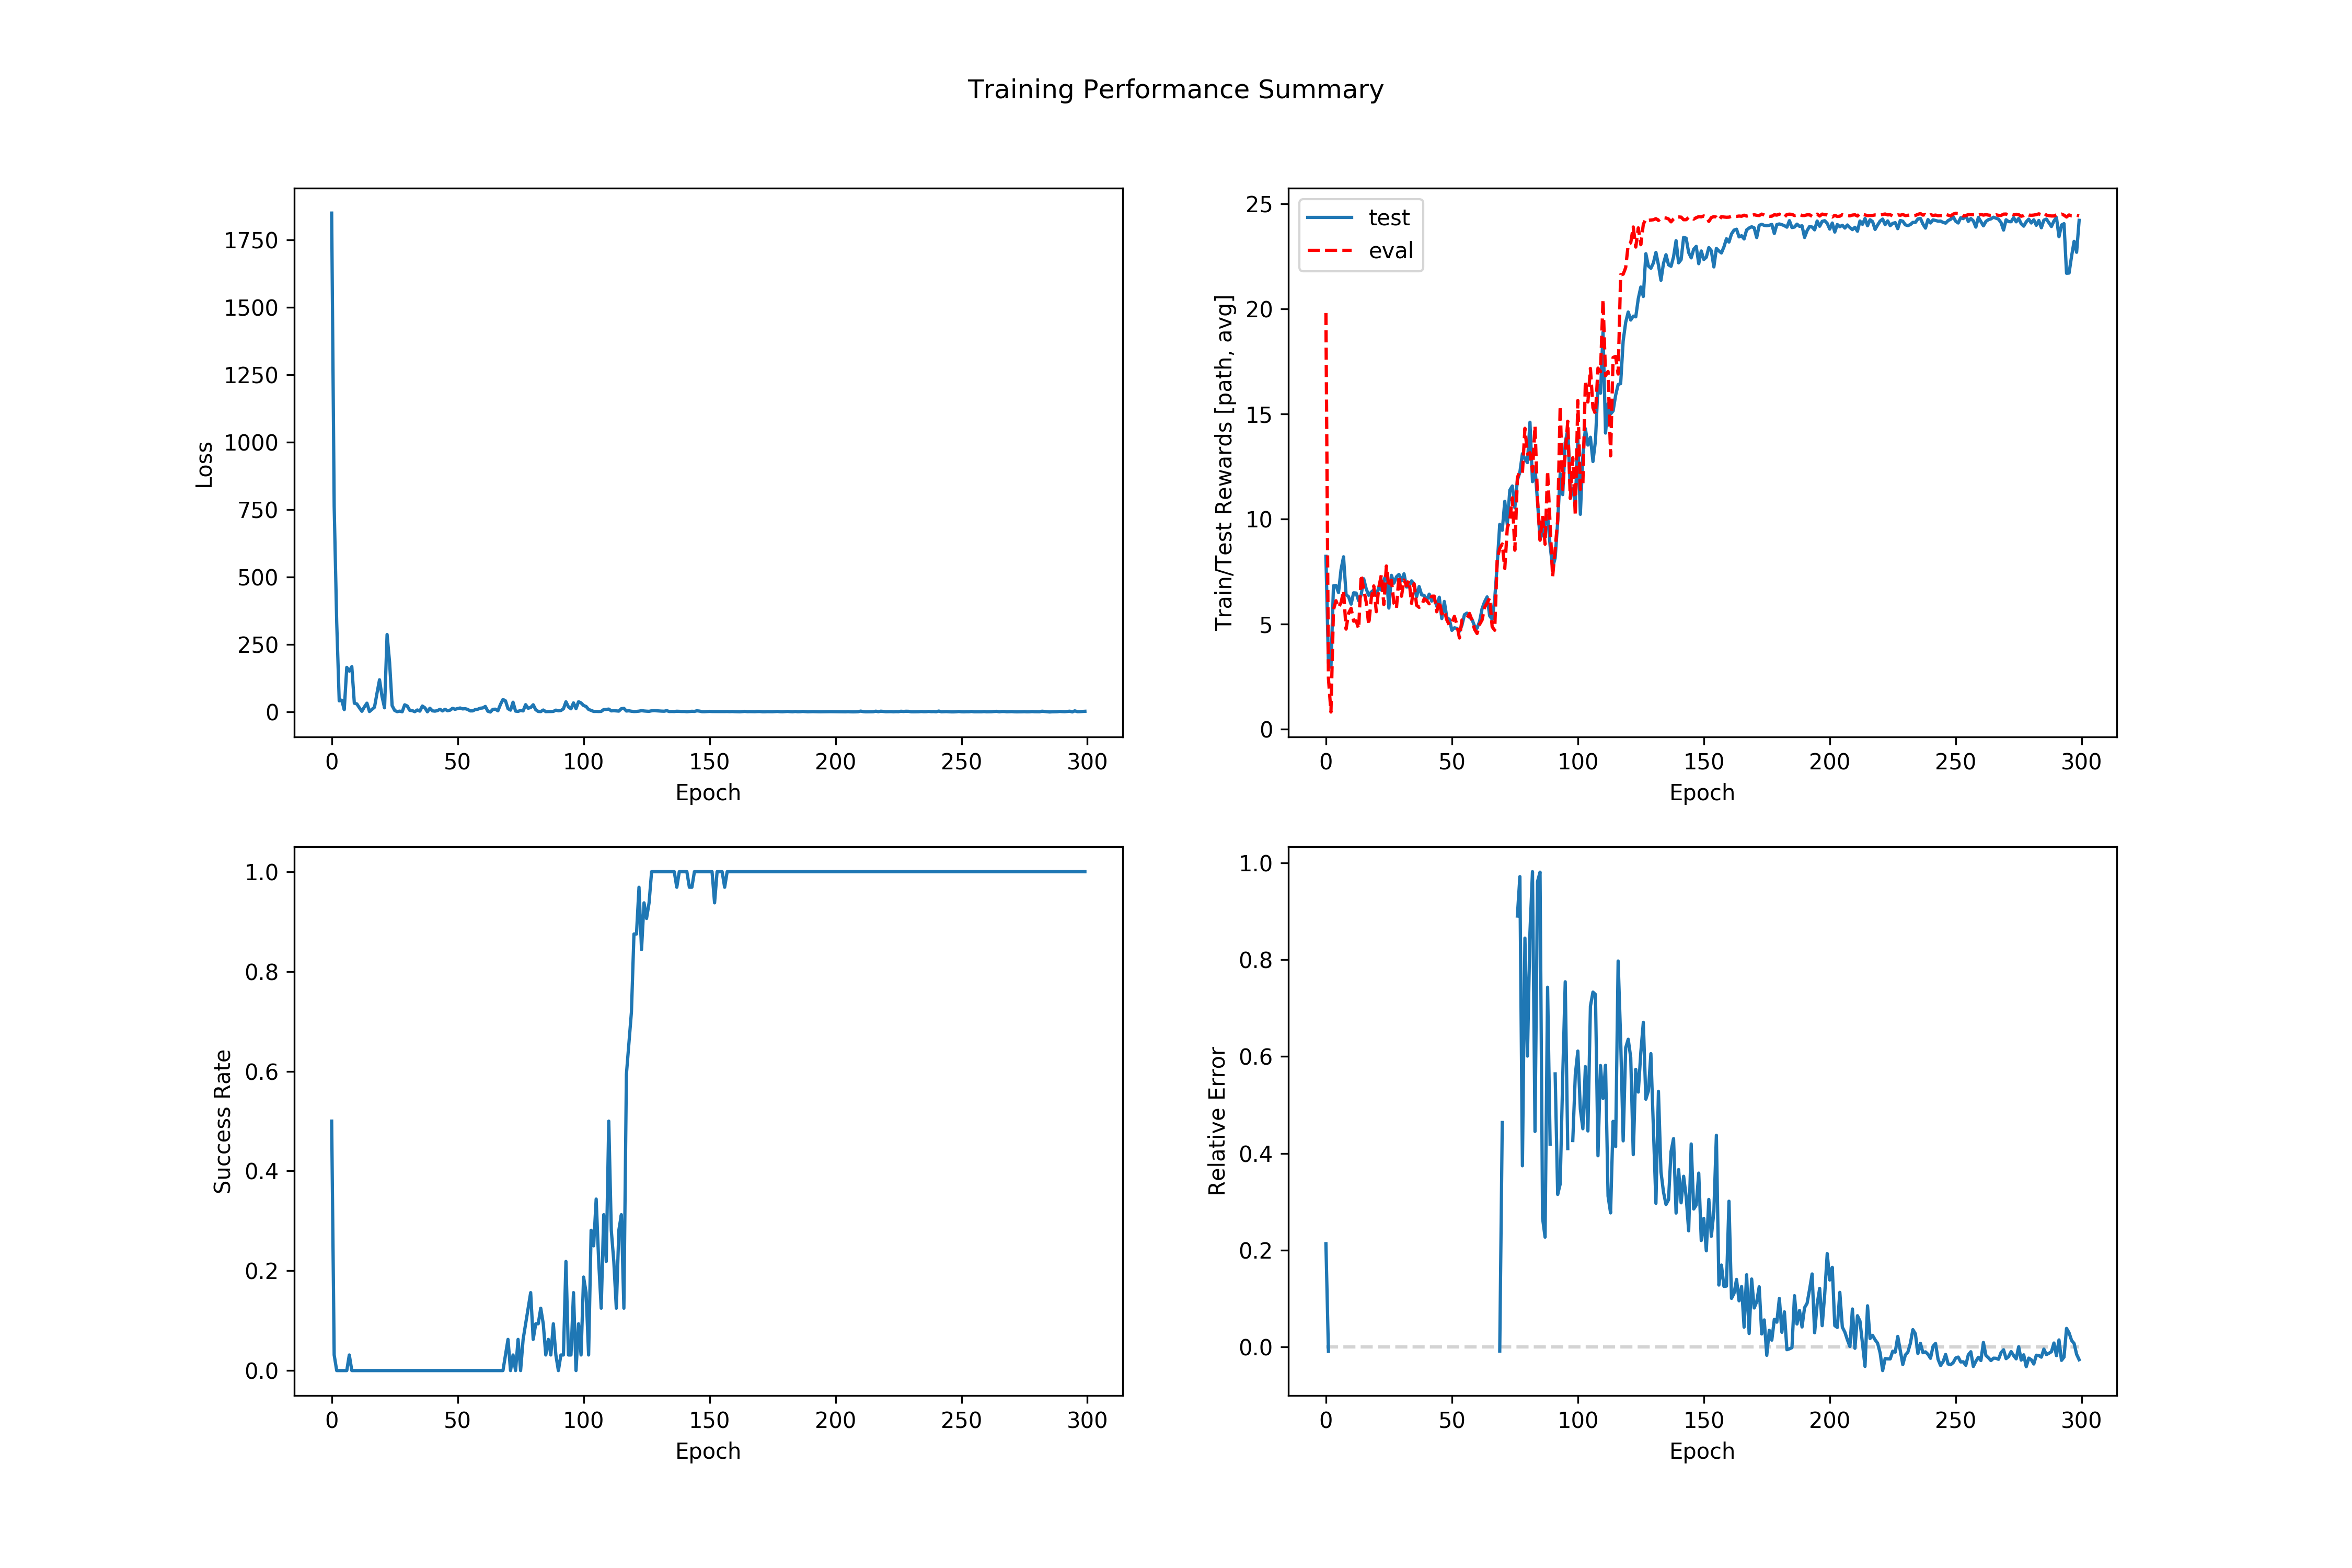 Training Performance Summary
1750
1500
1250
1000
750
500
250
0
Loss
0 50 100 150 200 250 300
Epoch
25
20
15
10
5
0
Train/Test Rewards [path, avg]
test
eval
0 50 100 150 200 250 300
Epoch
1.0
0.8
0.6
0.4
0.2
0.0
Success Rate
0 50 100 150 200 250 300
Epoch
1.0
0.8
0.6
0.4
0.2
0.0
Relative Error
0 50 100 150 200 250 300
Epoch